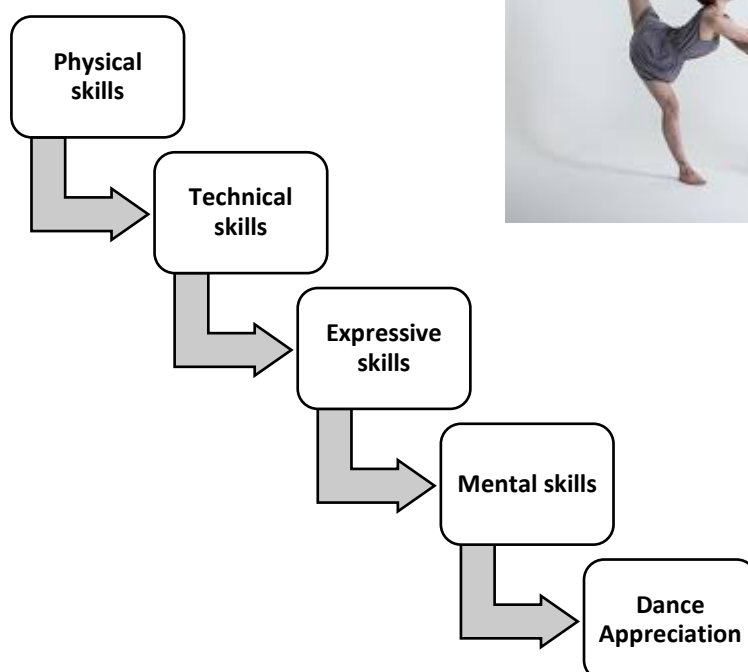 Physical
skills
Technical
skills
Expressive
skills
Mental skills
Dance
Appreciation